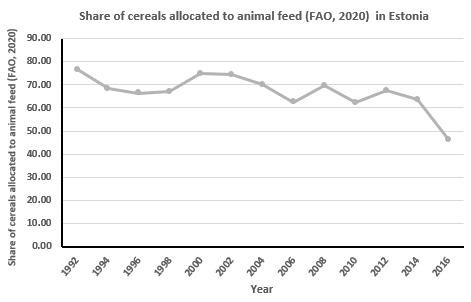 Share of cereals allocated to animal feed (FAO, 2020)  in Estonia
Share of cereals allocated to animal feed (FAO, 2020)
90.00
80.00
70.00
60.00
50.00
40.00
30.00
20.00
10.00
0.00
1992 1994 1996 1998 2000 2002 2004 2006 2008 2010 2012 2014 2016
Year